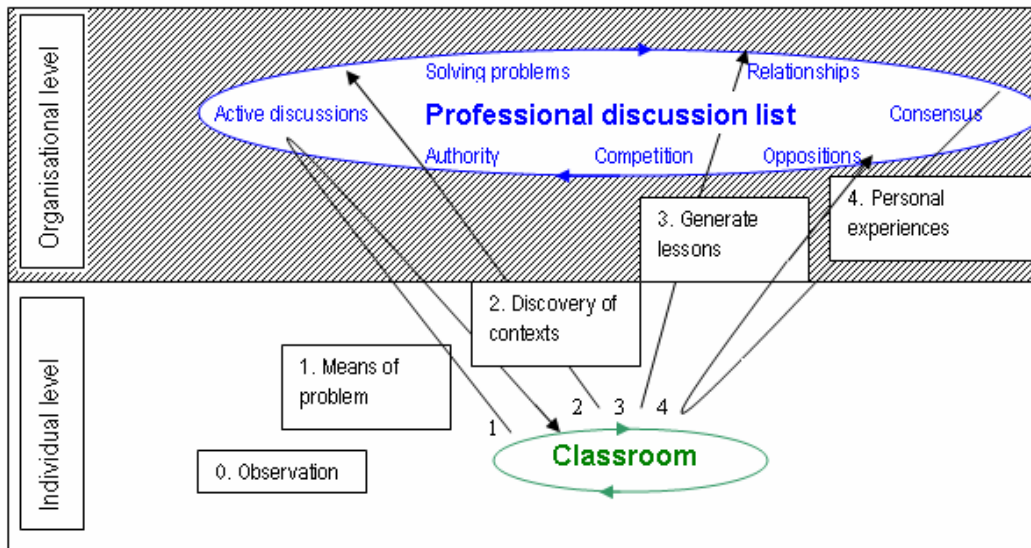 Organisational level
Solving problems
Relationships
Active discussions
Professional discussion list
Consensus
Authority
Competition
Oppositions
4. Personal
experiences
3. Generate
lessons
2. Discovery of
contexts
1. Means of
problem
Individual level
1
2
3
4
Classroom
0. Observation